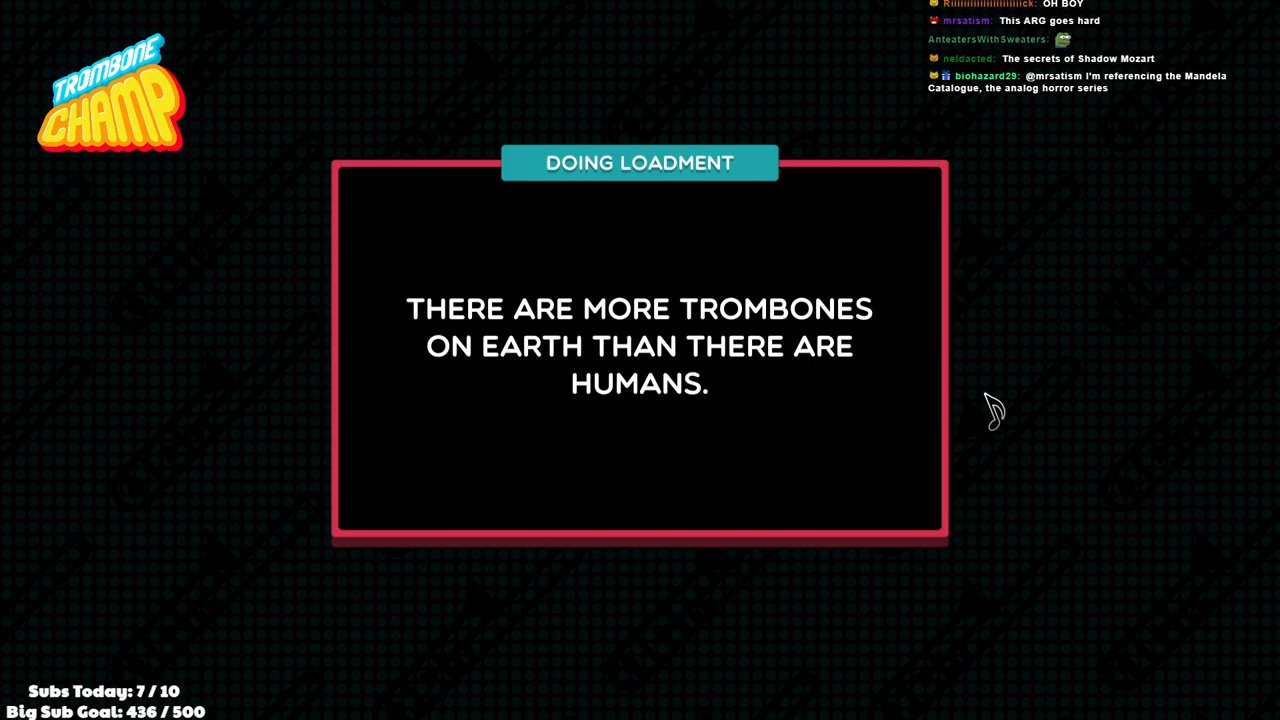 Riiiiiiiiiiiiiiiiiiiiiiick: OH BOY
mrsatism: This ARG goes hard
AnteatersWithSweaters:
neldacted: The secrets of Shadow Mozart
biohazard29: @mrsatism I'm referencing the Mandela
Catalogue, the analog horror series
TROMBONE
CHAMP
DOING LOADMENT
THERE ARE MORE TROMBONES
ON EARTH THAN THERE ARE
HUMANS.
Subs Today: 7 / 10
Big Sub Goal: 436 / 500